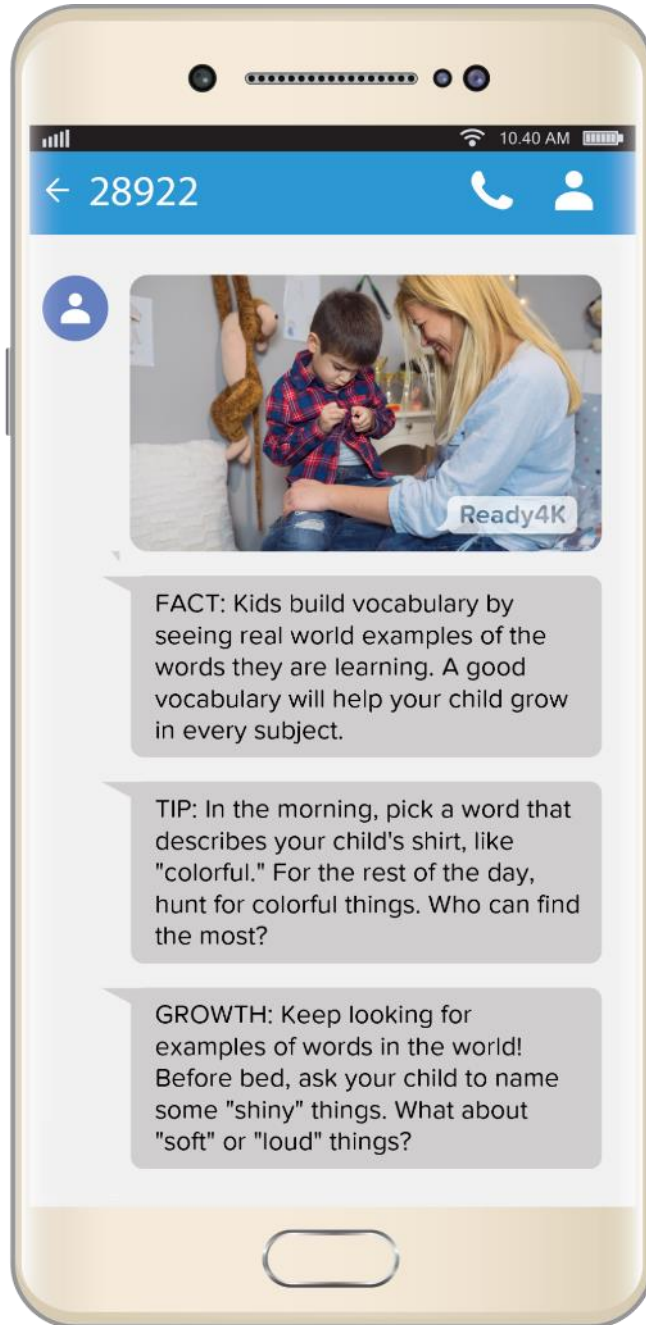 10.40 AM
28922
Ready4K
FACT: Kids build vocabulary by
seeing real world examples of the
words they are learning. A good
vocabulary will help your child grow
in every subject.
TIP: In the morning, pick a word that
describes your child's shirt, like
"colorful." For the rest of the day,
hunt for colorful things. Who can find
the most?
GROWTH: Keep looking for
examples of words in the world!
Before bed, ask your child to name
some "shiny" things. What about
"soft" or "loud" things?